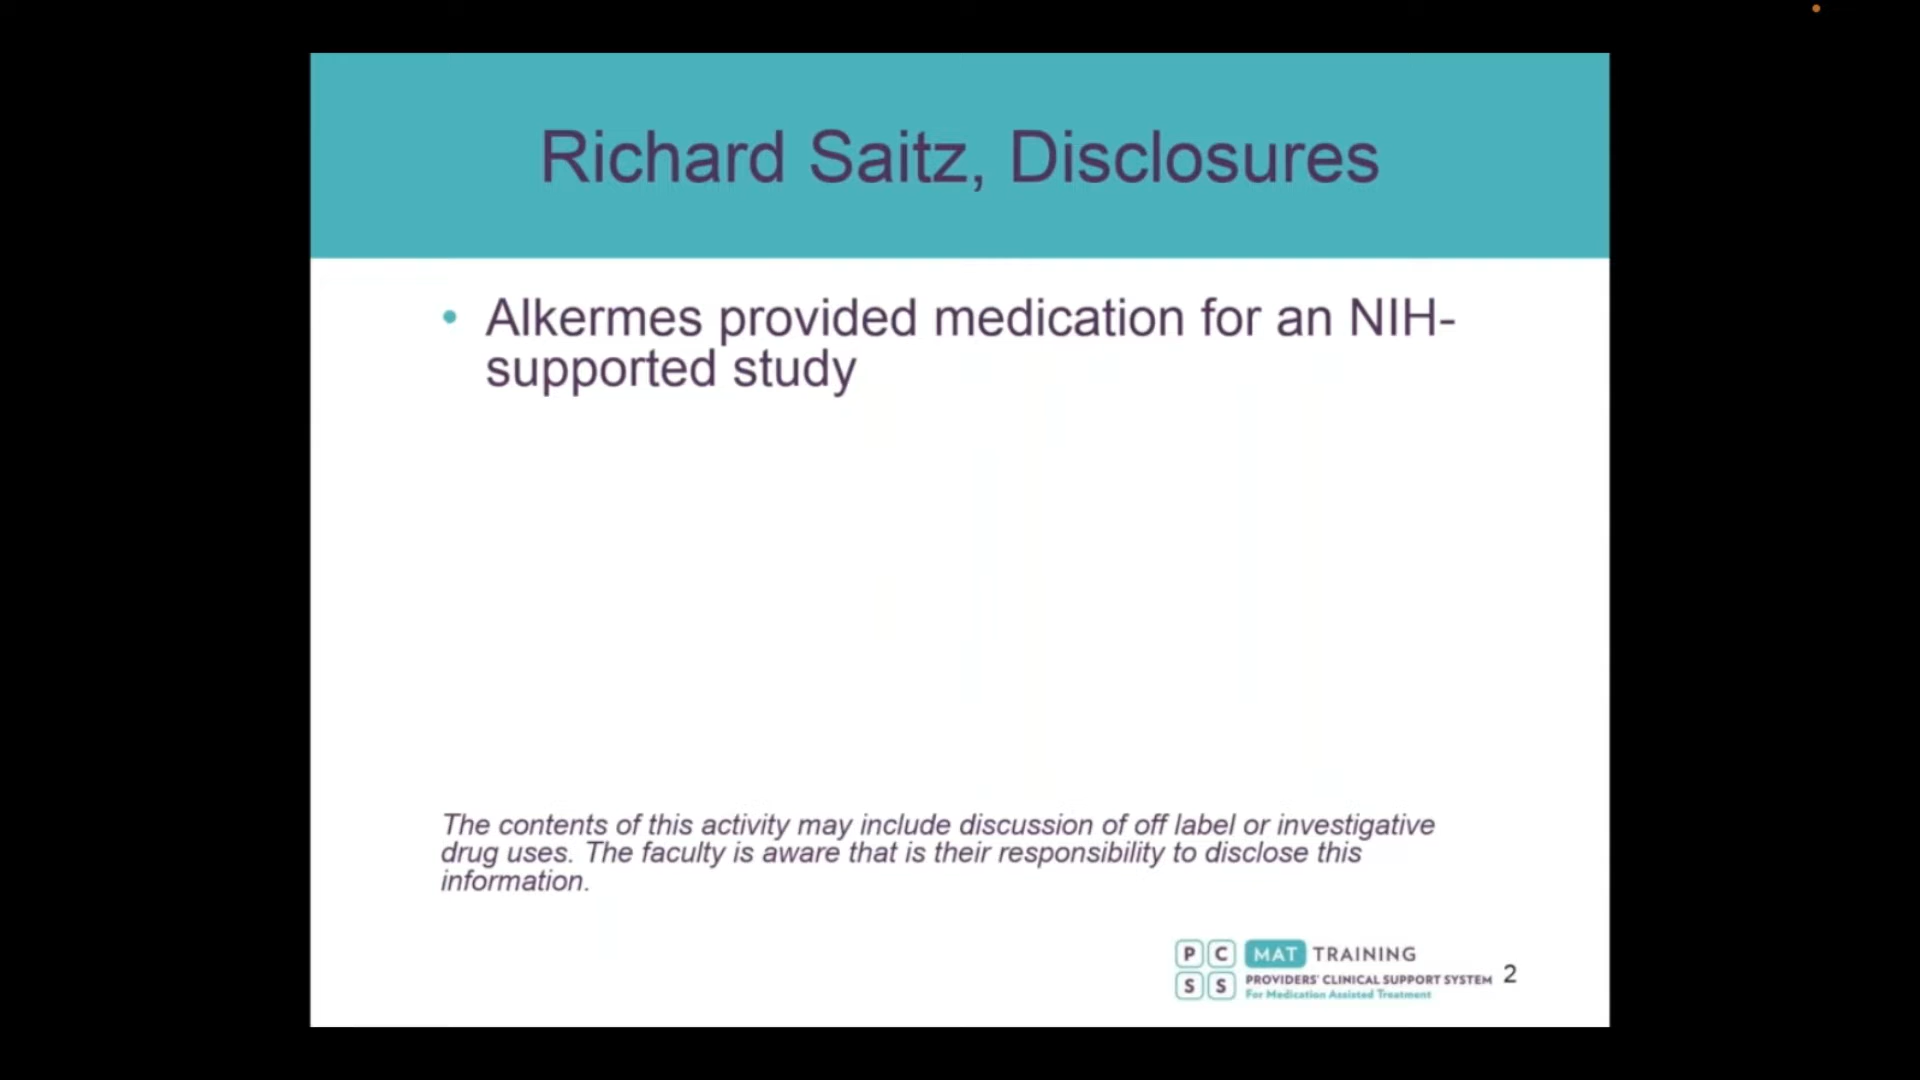 Richard Saitz, Disclosures
• Alkermes provided medication for an NIH-
supported study
The contents of this activity may include discussion of off label or investigative
drug uses. The faculty is aware that is their responsibility to disclose this
information.
P C MAT TRAINING
S S PROVIDERS' CLINICAL SUPPORT SYSTEM
For Medication Assisted Treatment
2